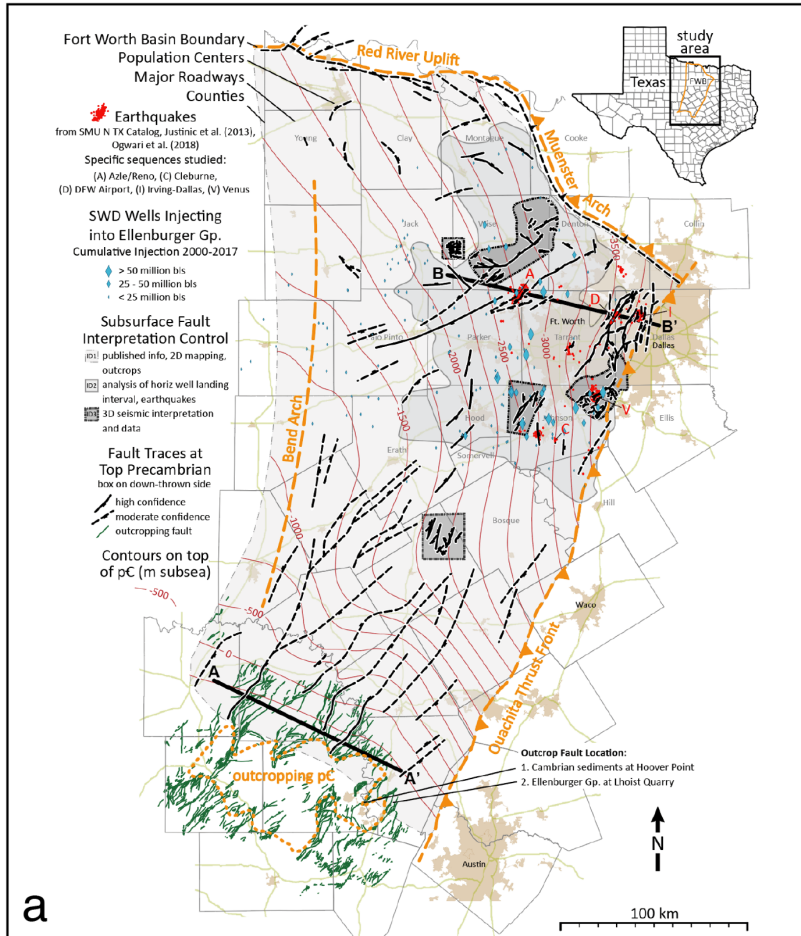 Fort Worth Basin Boundary
Population Centers
Major Roadways
Counties
Earthquakes
from SMU N TX Catalog, Justinic et al. (2013),
Ogwari et al. (2018)
Specific sequences studied:
(A) Azle/Reno, (C) Cleburne,
(D) DFW Airport, (I) Irving-Dallas, (V) Venus
SWD Wells Injecting
into Ellenburger Gp.
Cumulative Injection 2000-2017
> 50 million bls
25 - 50 million bls
< 25 million bls
Subsurface Fault
Interpretation Control
ID1 published info, 2D mapping,
outcrops
ID2 analysis of horiz well landing
interval, earthquakes
3D seismic interpretation
and data
Fault Traces at
Top Precambrian
box on down-thrown side
high confidence
moderate confidence
outcropping fault
Contours on top
of p€ (m subsea)
Red River Uplift
Muenster Arch
Bend Arch
Ouachita Thrust Front
outcropping p€
Texas
study
area
FWB
Young
Clay
Montague
Cooke
Jack
Wise
Denton
Collin
Parker
Ft. Worth
Tarrant
Dallas
Dallas
Hood
Johnson
Ellis
Erath
Somervell
Hill
Bosque
Waco
Austin
B
B'
A
D
I
V
C
A
A'
3500
3000
2500
2000
-1500
-1000
-500
-500
0
Outcrop Fault Location:
1. Cambrian sediments at Hoover Point
2. Ellenburger Gp. at Lhoist Quarry
N
100 km
a